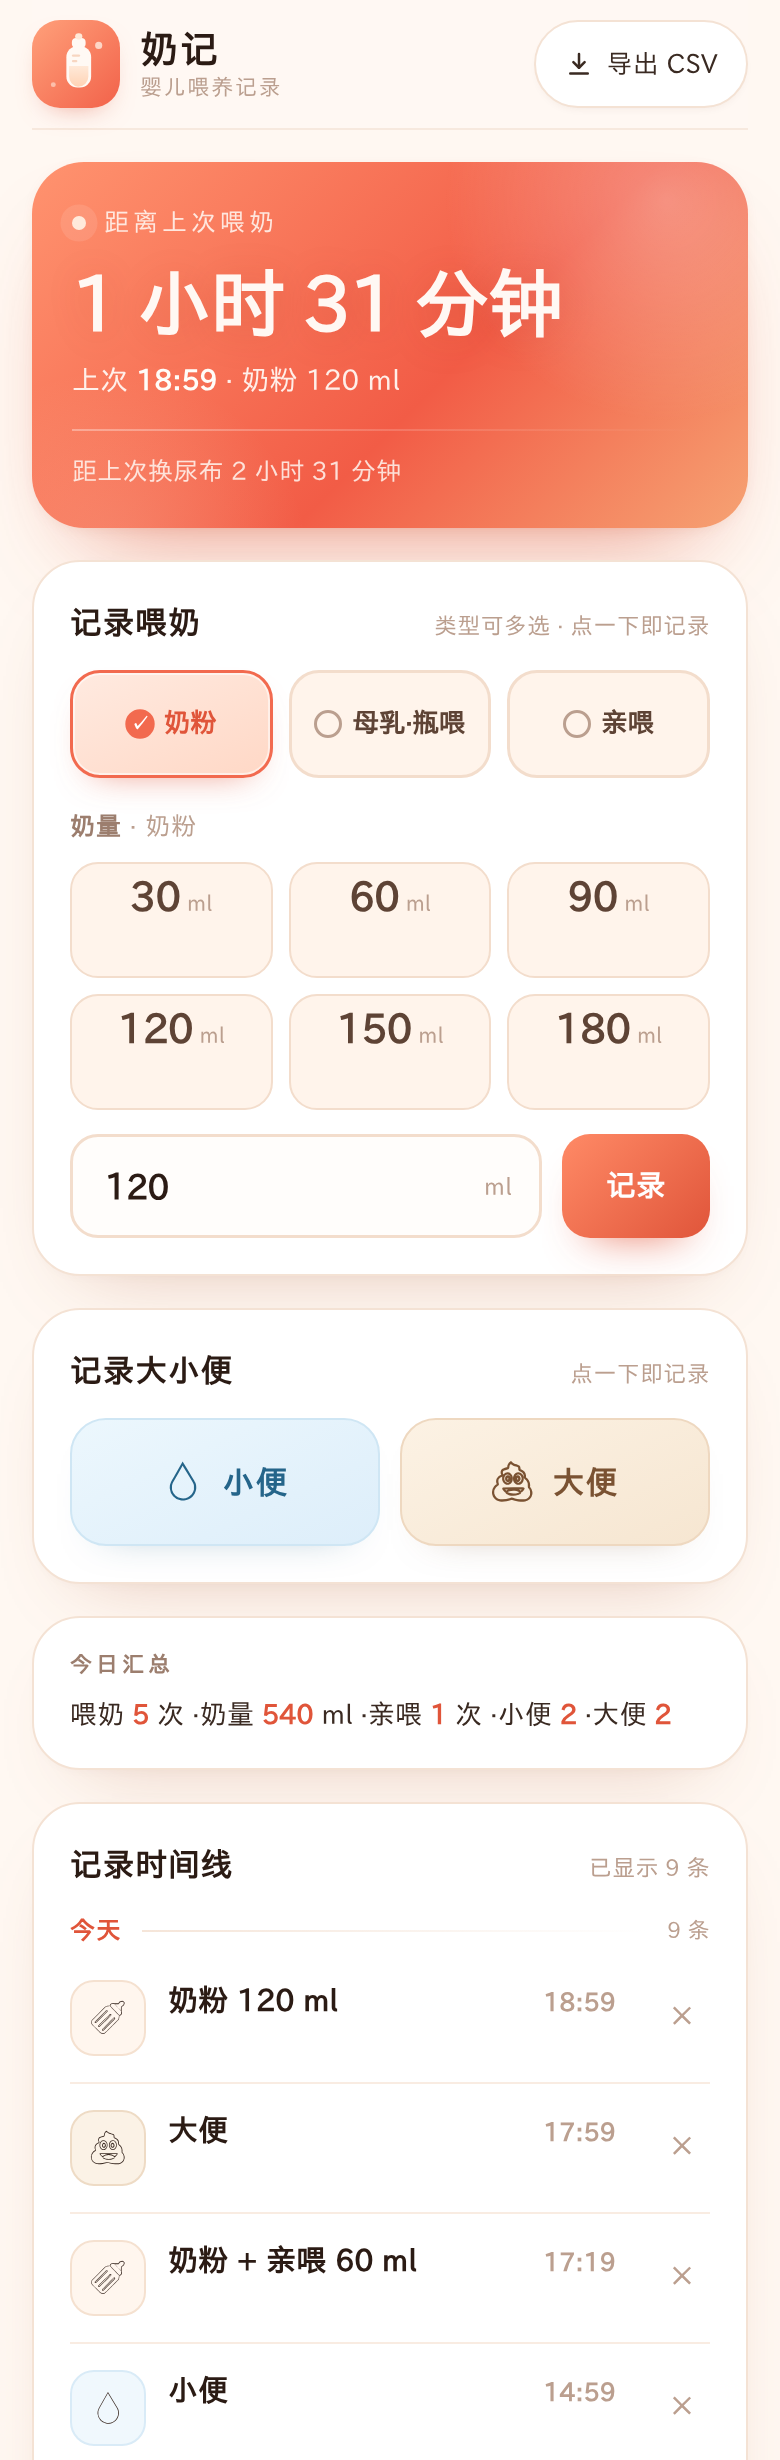 奶记
婴儿喂养记录
导出 CSV
距离上次喂奶
1 小时 31 分钟
上次 18:59 · 奶粉 120 ml
距上次换尿布 2 小时 31 分钟
记录喂奶
类型可多选 · 点一下即记录
奶粉
母乳·瓶喂
亲喂
奶量 · 奶粉
30 ml
60 ml
90 ml
120 ml
150 ml
180 ml
120 ml
记录
记录大小便
点一下即记录
小便
大便
今日汇总
喂奶 5 次 ·奶量 540 ml ·亲喂 1 次 ·小便 2 ·大便 2
记录时间线
已显示 9 条
今天
9 条
奶粉 120 ml
18:59
大便
17:59
奶粉 + 亲喂 60 ml
17:19
小便
14:59